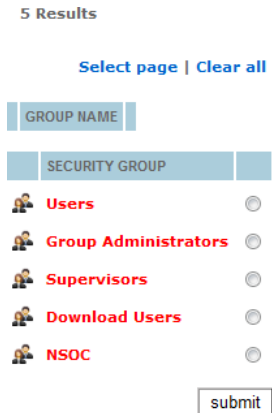 5 Results
Select page | Clear all
GROUP NAME
SECURITY GROUP
Users
Group Administrators
Supervisors
Download Users
NSOC
submit